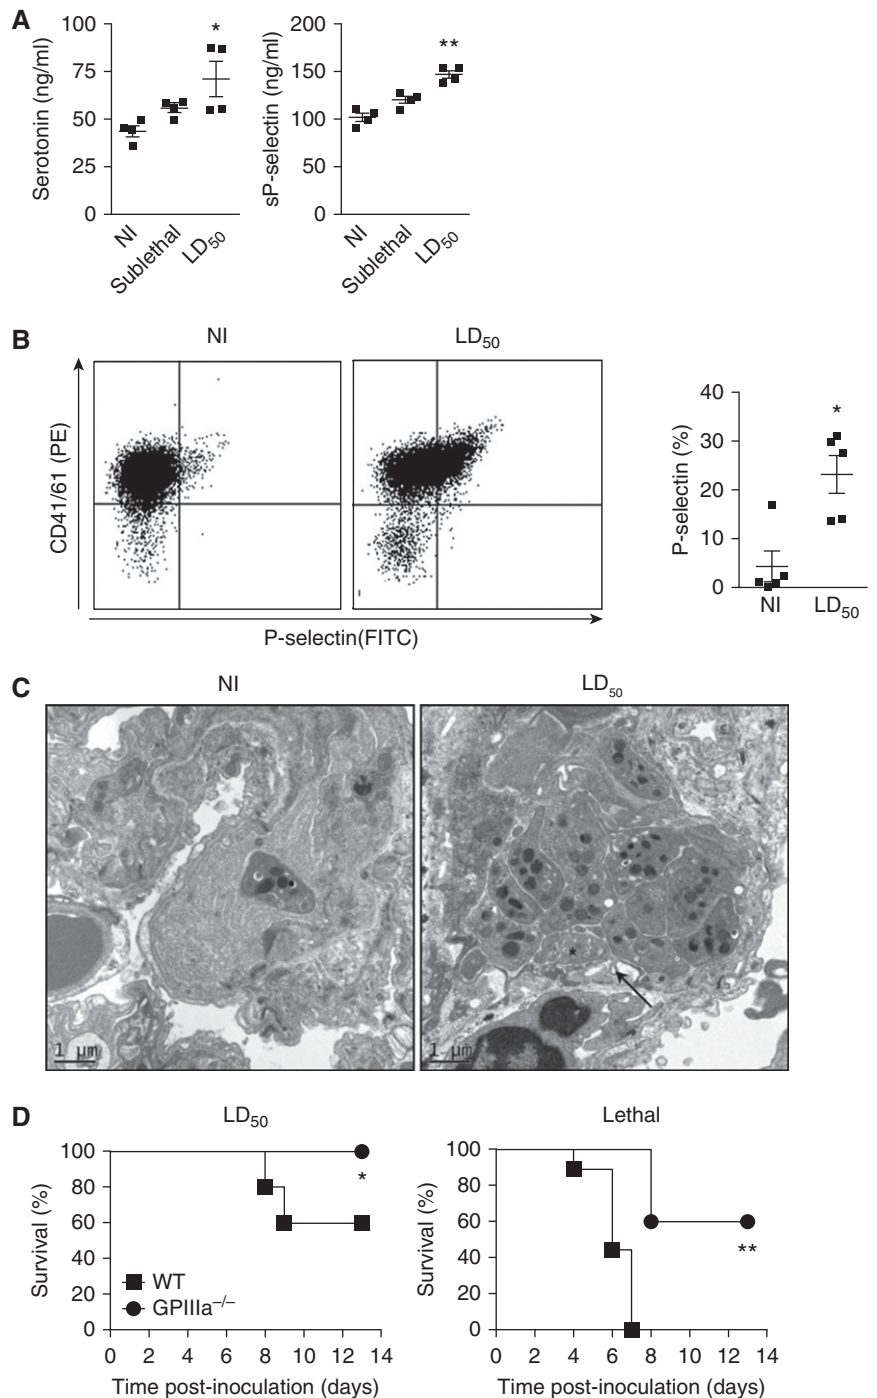 A
Serotonin (ng/ml)
100
75
50
25
0
*
NI
Sublethal
LD50
sP-selectin (ng/ml)
200
150
100
50
0
**
NI
Sublethal
LD50
B
NI
LD50
CD41/61 (PE)
P-selectin(FITC)
P-selectin (%)
40
30
20
10
0
*
NI
LD50
C
NI
LD50
1 µm
*
1 µm
D
LD50
Survival (%)
100
80
60
40
20
0
*
WT
GPIIIa–/–
0 2 4 6 8 10 12 14
Time post-inoculation (days)
Lethal
Survival (%)
100
80
60
40
20
0
**
0 2 4 6 8 10 12 14
Time post-inoculation (days)